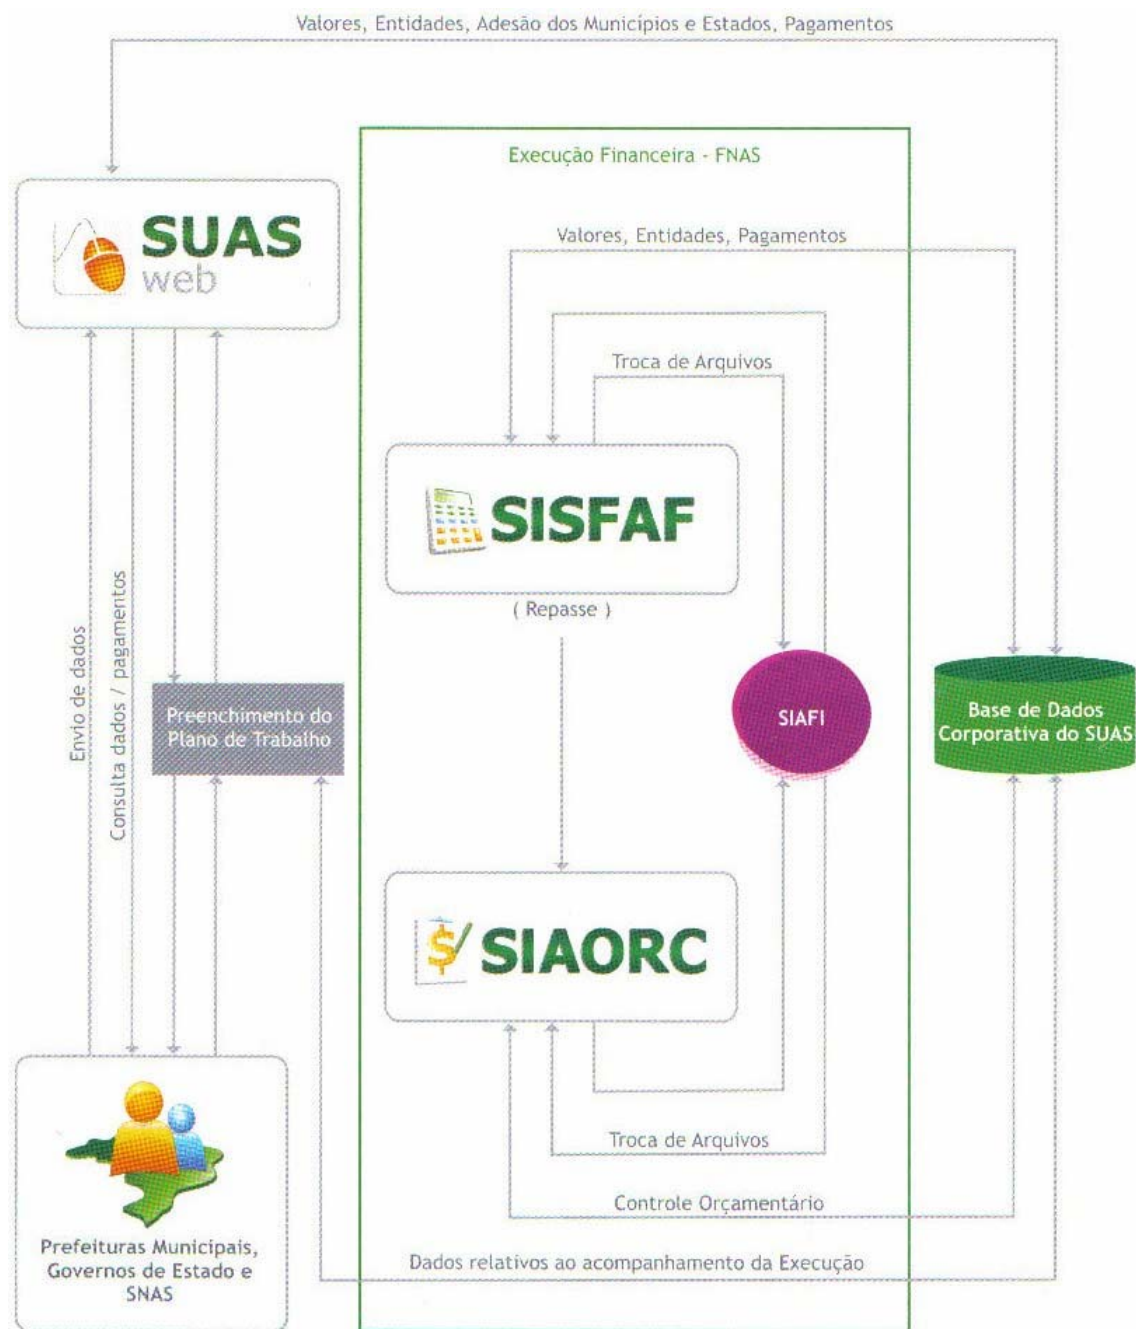 Valores, Entidades, Adesão dos Municípios e Estados, Pagamentos
Execução Financeira - FNAS
SUAS
web
Valores, Entidades, Pagamentos
Troca de Arquivos
SISFAF
( Repasse )
Envio de dados
Consulta dados / pagamentos
Preenchimento do
Plano de Trabalho
SIAFI
Base de Dados
Corporativa do SUAS
SIAORC
Troca de Arquivos
Controle Orçamentário
Prefeituras Municipais,
Governos de Estado e
SNAS
Dados relativos ao acompanhamento da Execução